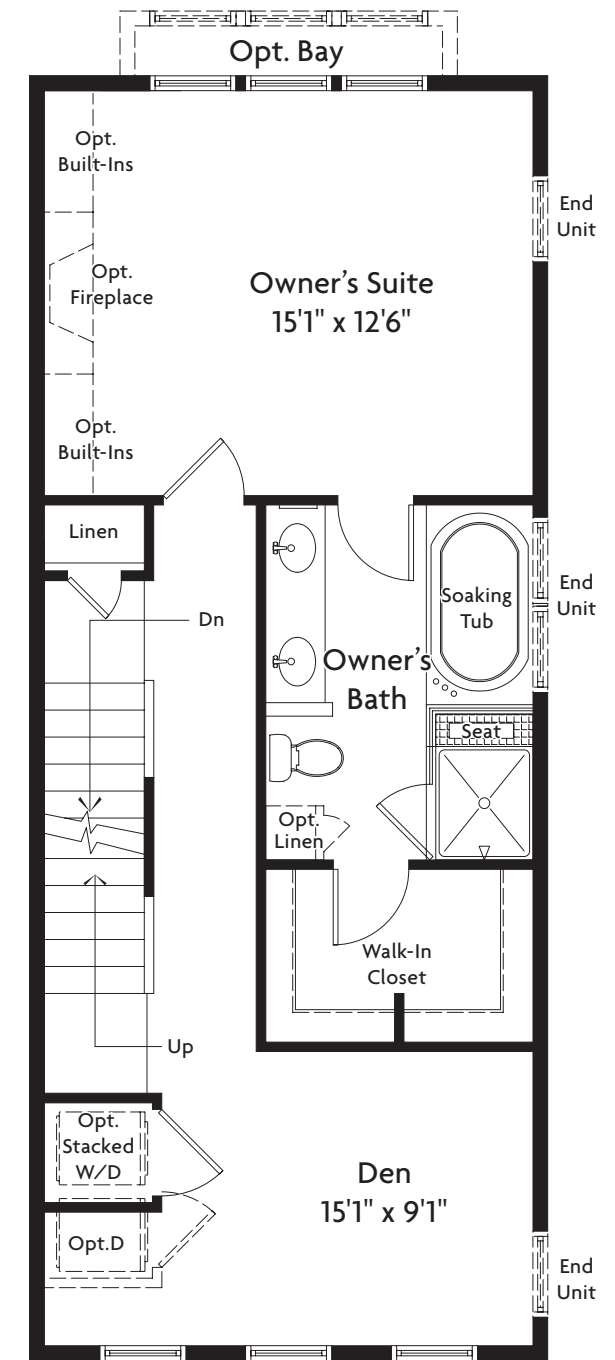 Opt. Bay
Opt.
Built-Ins
End
Unit
Opt.
Fireplace
Owner's Suite
15'1" x 12'6"
Opt.
Built-Ins
Linen
Dn
Soaking
Tub
End
Unit
Owner's
Bath
Seat
Opt.
Linen
Walk-In
Closet
Up
Opt.
Stacked
W/D
Den
15'1" x 9'1"
Opt.D
End
Unit